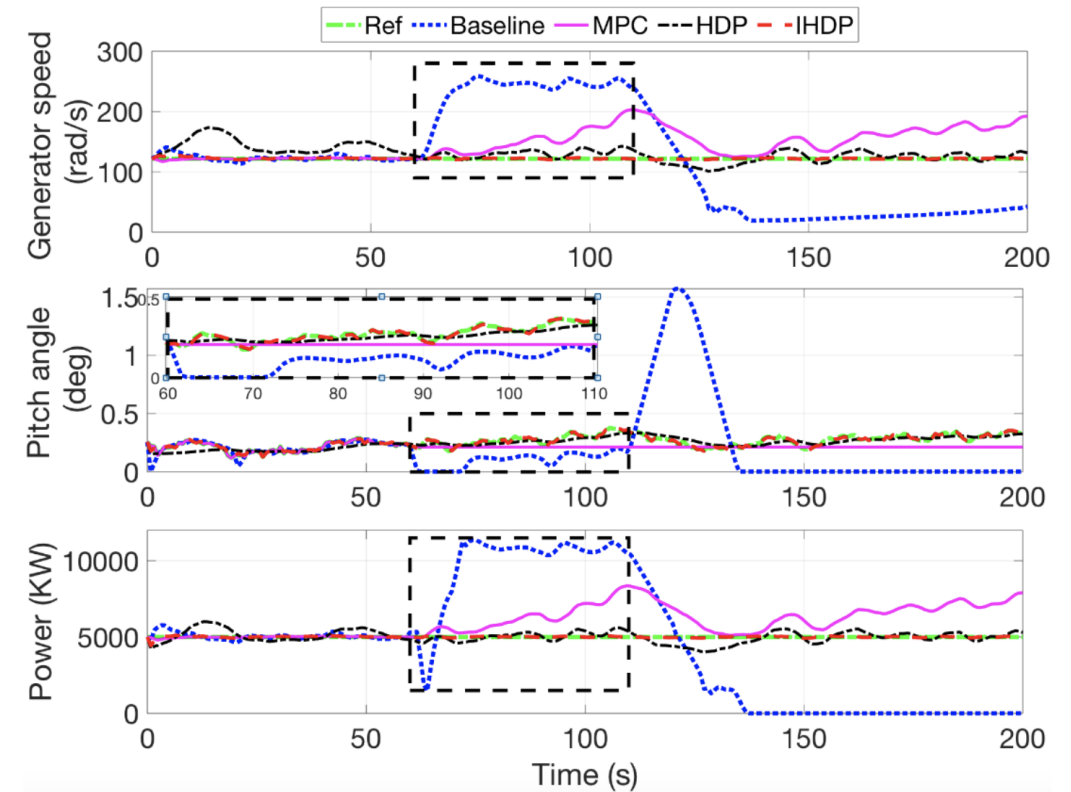 Ref Baseline MPC HDP IHDP
Generator speed
(rad/s)
300
200
100
0
0 50 100 150 200
Pitch angle
(deg)
1.5
1
0.5
0
0.5
0
60 70 80 90 100 110
0 50 100 150 200
Power (KW)
10000
5000
0
0 50 100 150 200
Time (s)